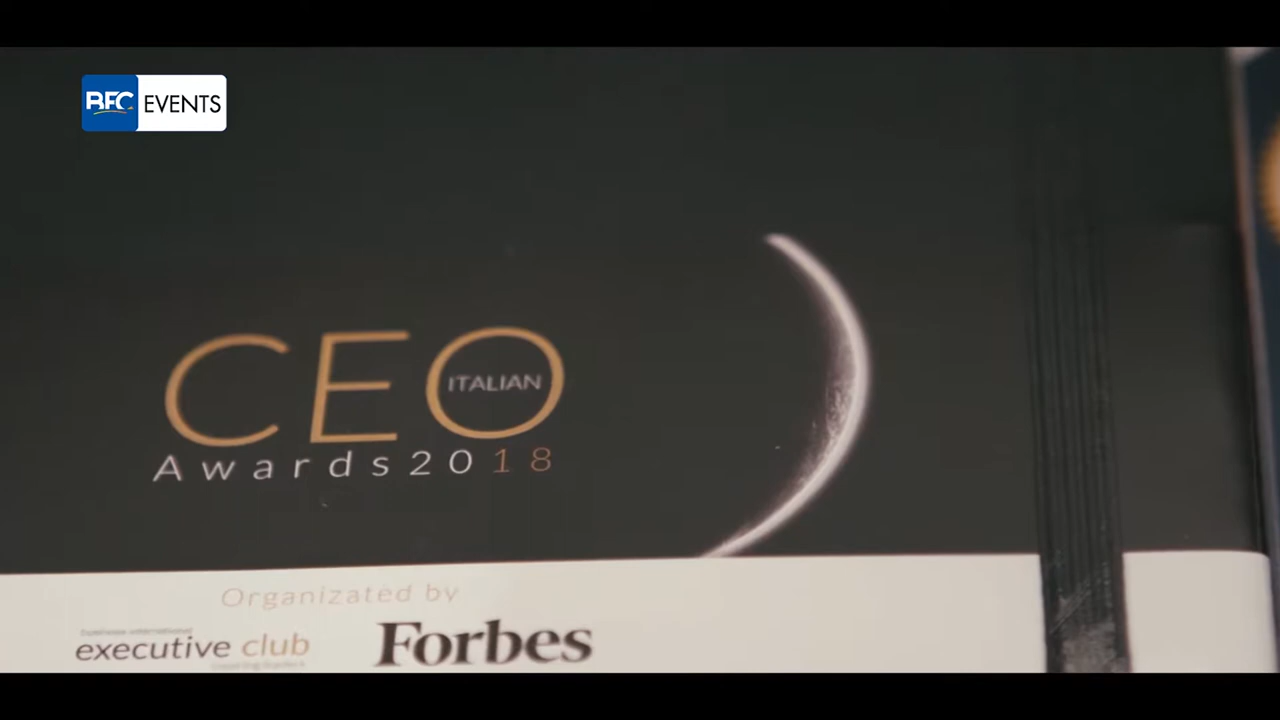 BFC EVENTS
CEO ITALIAN
Awards2018
Organizated by
executive club
Forbes